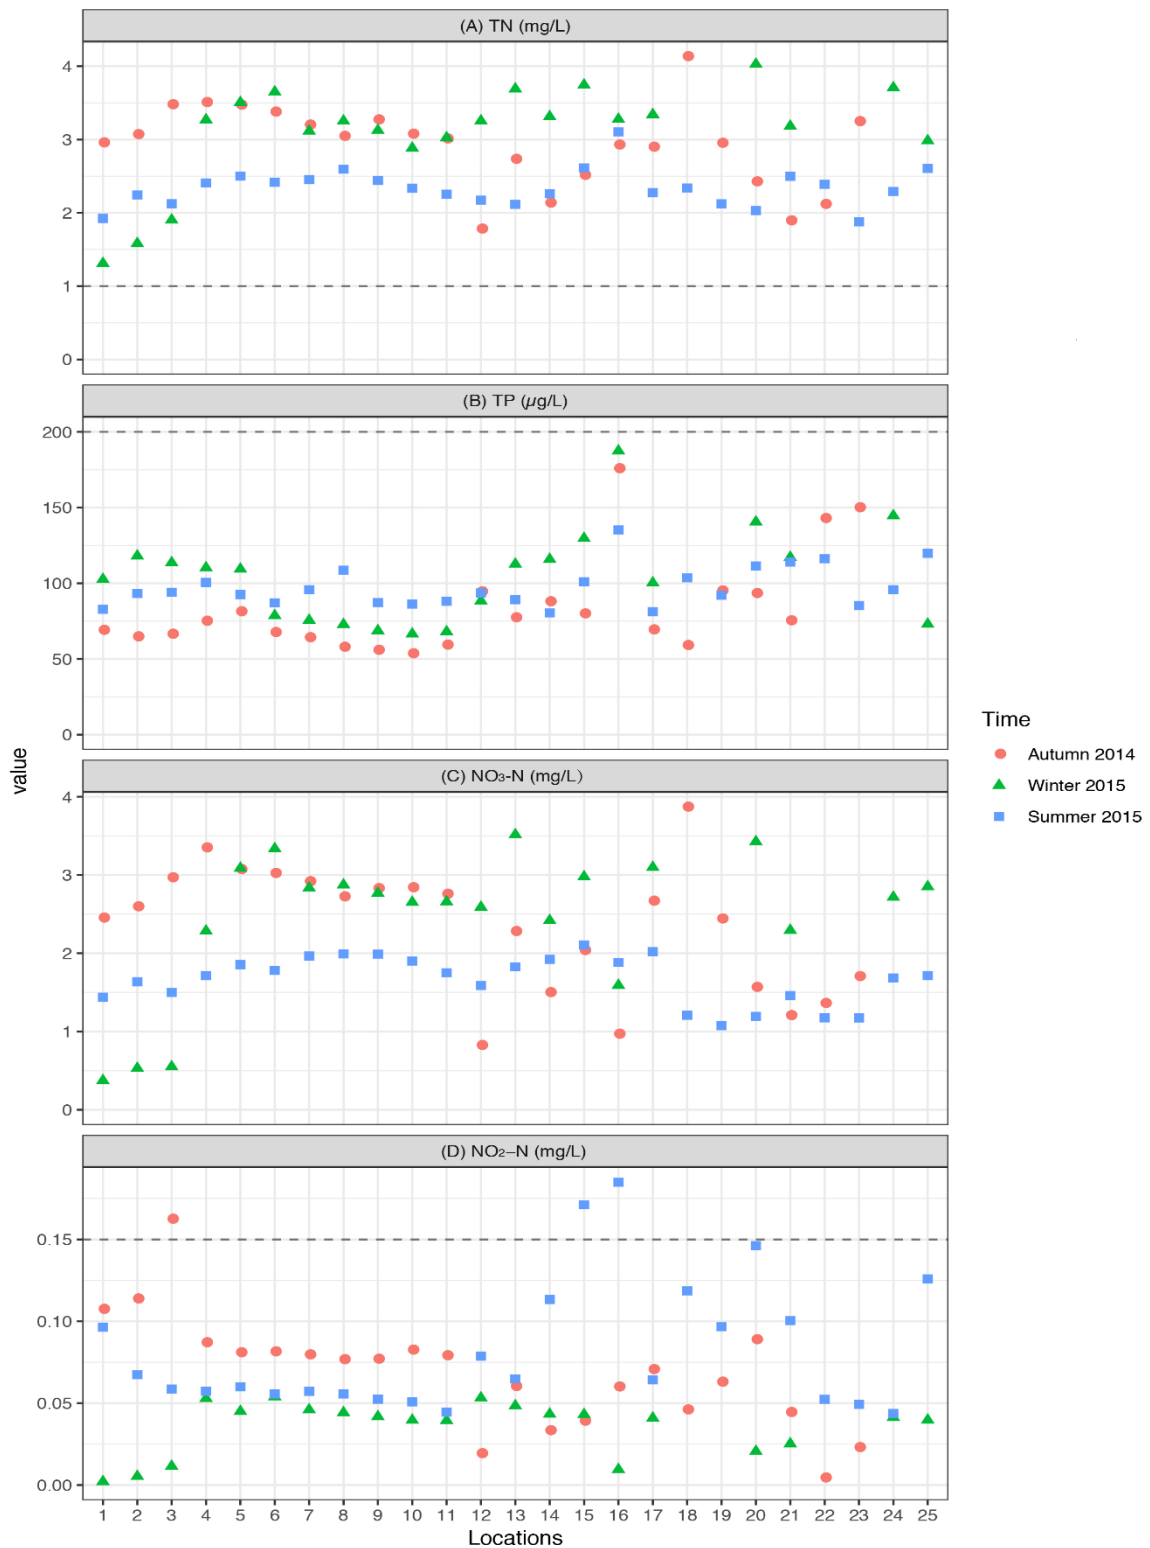 (A) TN (mg/L)
4
3
2
1
0
(B) TP (µg/L)
200
150
100
50
0
(C) NO₃-N (mg/L)
4
3
2
1
0
(D) NO₂–N (mg/L)
0.15
0.10
0.05
0.00
1 2 3 4 5 6 7 8 9 10 11 12 13 14 15 16 17 18 19 20 21 22 23 24 25
Locations
value
Time
Autumn 2014
Winter 2015
Summer 2015